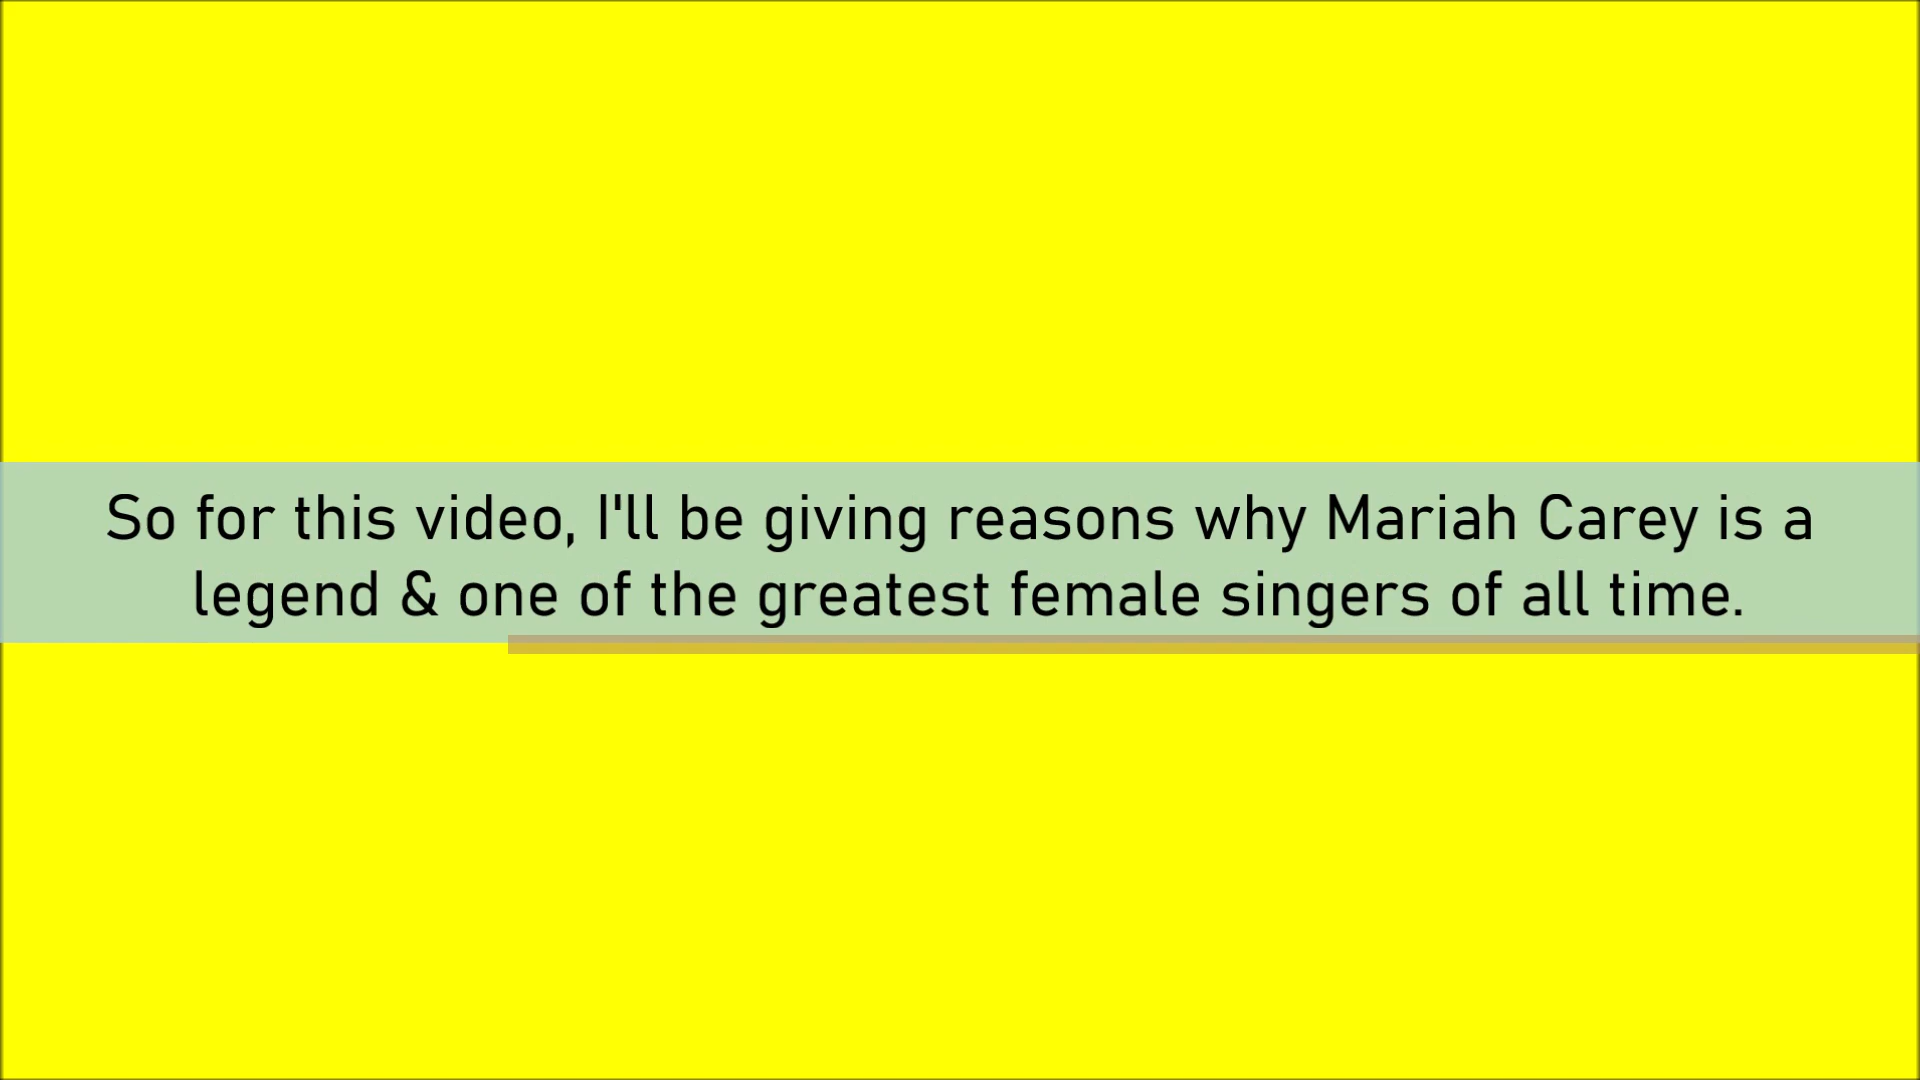 So for this video, I'll be giving reasons why Mariah Carey is a
legend & one of the greatest female singers of all time.